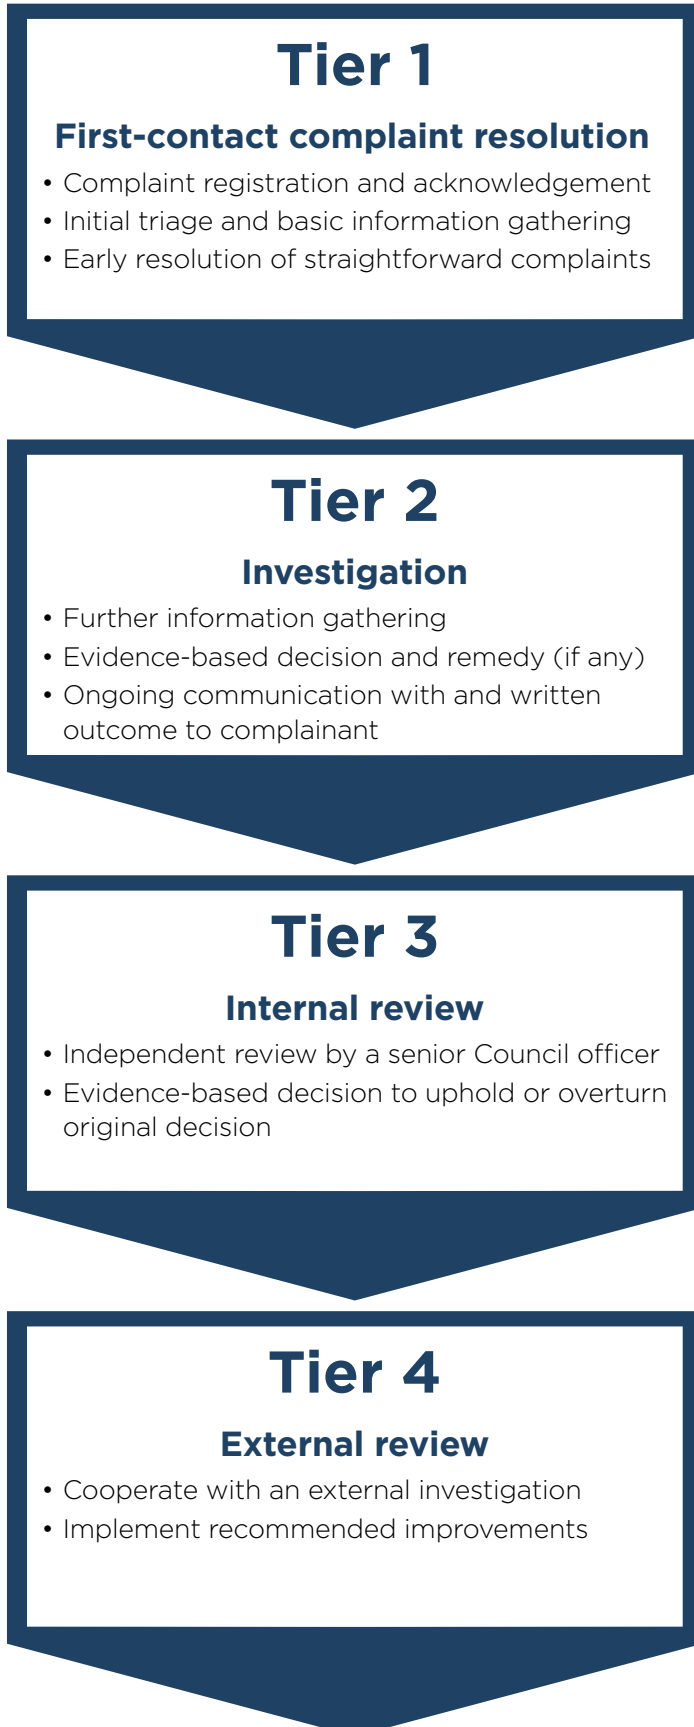 Tier 1
First-contact complaint resolution
• Complaint registration and acknowledgement
• Initial triage and basic information gathering
• Early resolution of straightforward complaints
Tier 2
Investigation
• Further information gathering
• Evidence-based decision and remedy (if any)
• Ongoing communication with and written
outcome to complainant
Tier 3
Internal review
• Independent review by a senior Council officer
• Evidence-based decision to uphold or overturn
original decision
Tier 4
External review
• Cooperate with an external investigation
• Implement recommended improvements